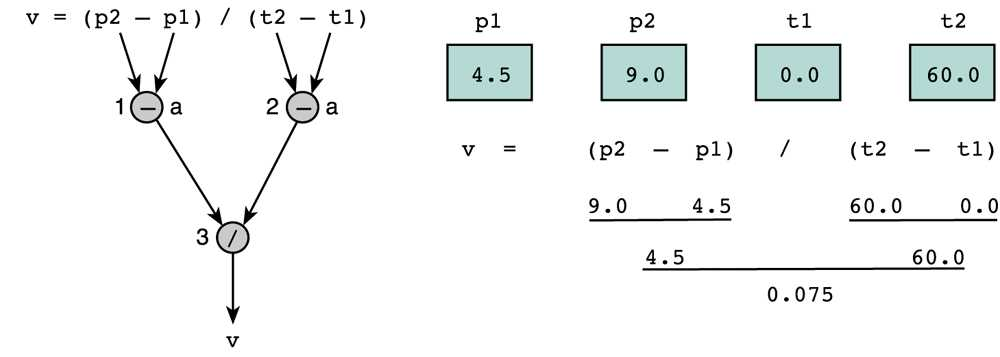 v = (p2 – p1) / (t2 – t1)
1 – a
2 – a
3 /
v
p1 p2 t1 t2
4.5 9.0 0.0 60.0
v = (p2 – p1) / (t2 – t1)
9.0 4.5 60.0 0.0
4.5 60.0
0.075